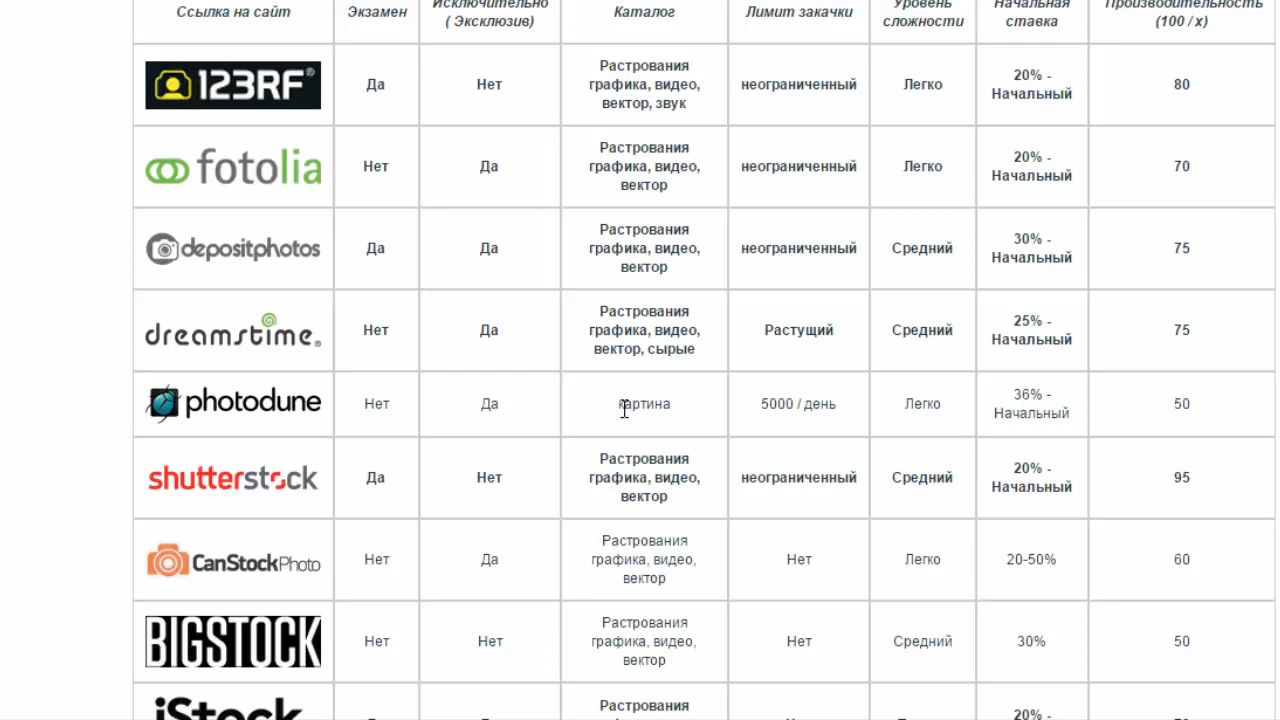 Ссылка на сайт
Экзамен
Исключительно
( Эксклюзив)
Каталог
Лимит закачки
Уровень
сложности
Начальная
ставка
Производительность
(100 / x)
123RF®
Да
Нет
Растрования
графика, видео,
вектор, звук
неограниченный
Легко
20% -
Начальный
80
fotolia
Нет
Да
Растрования
графика, видео,
вектор
неограниченный
Легко
20% -
Начальный
70
depositphotos
Да
Да
Растрования
графика, видео,
вектор
неограниченный
Средний
30% -
Начальный
75
dreamstime®
Нет
Да
Растрования
графика, видео,
вектор, сырые
Растущий
Средний
25% -
Начальный
75
photodune
Нет
Да
картина
5000 / день
Легко
36% -
Начальный
50
shutterstock
Да
Нет
Растрования
графика, видео,
вектор
неограниченный
Средний
20% -
Начальный
95
CanStockPhoto
Нет
Да
Растрования
графика, видео,
вектор
Нет
Легко
20-50%
60
BIGSTOCK
Нет
Нет
Растрования
графика, видео,
вектор
Нет
Средний
30%
50
iStock
Растрования
20% -